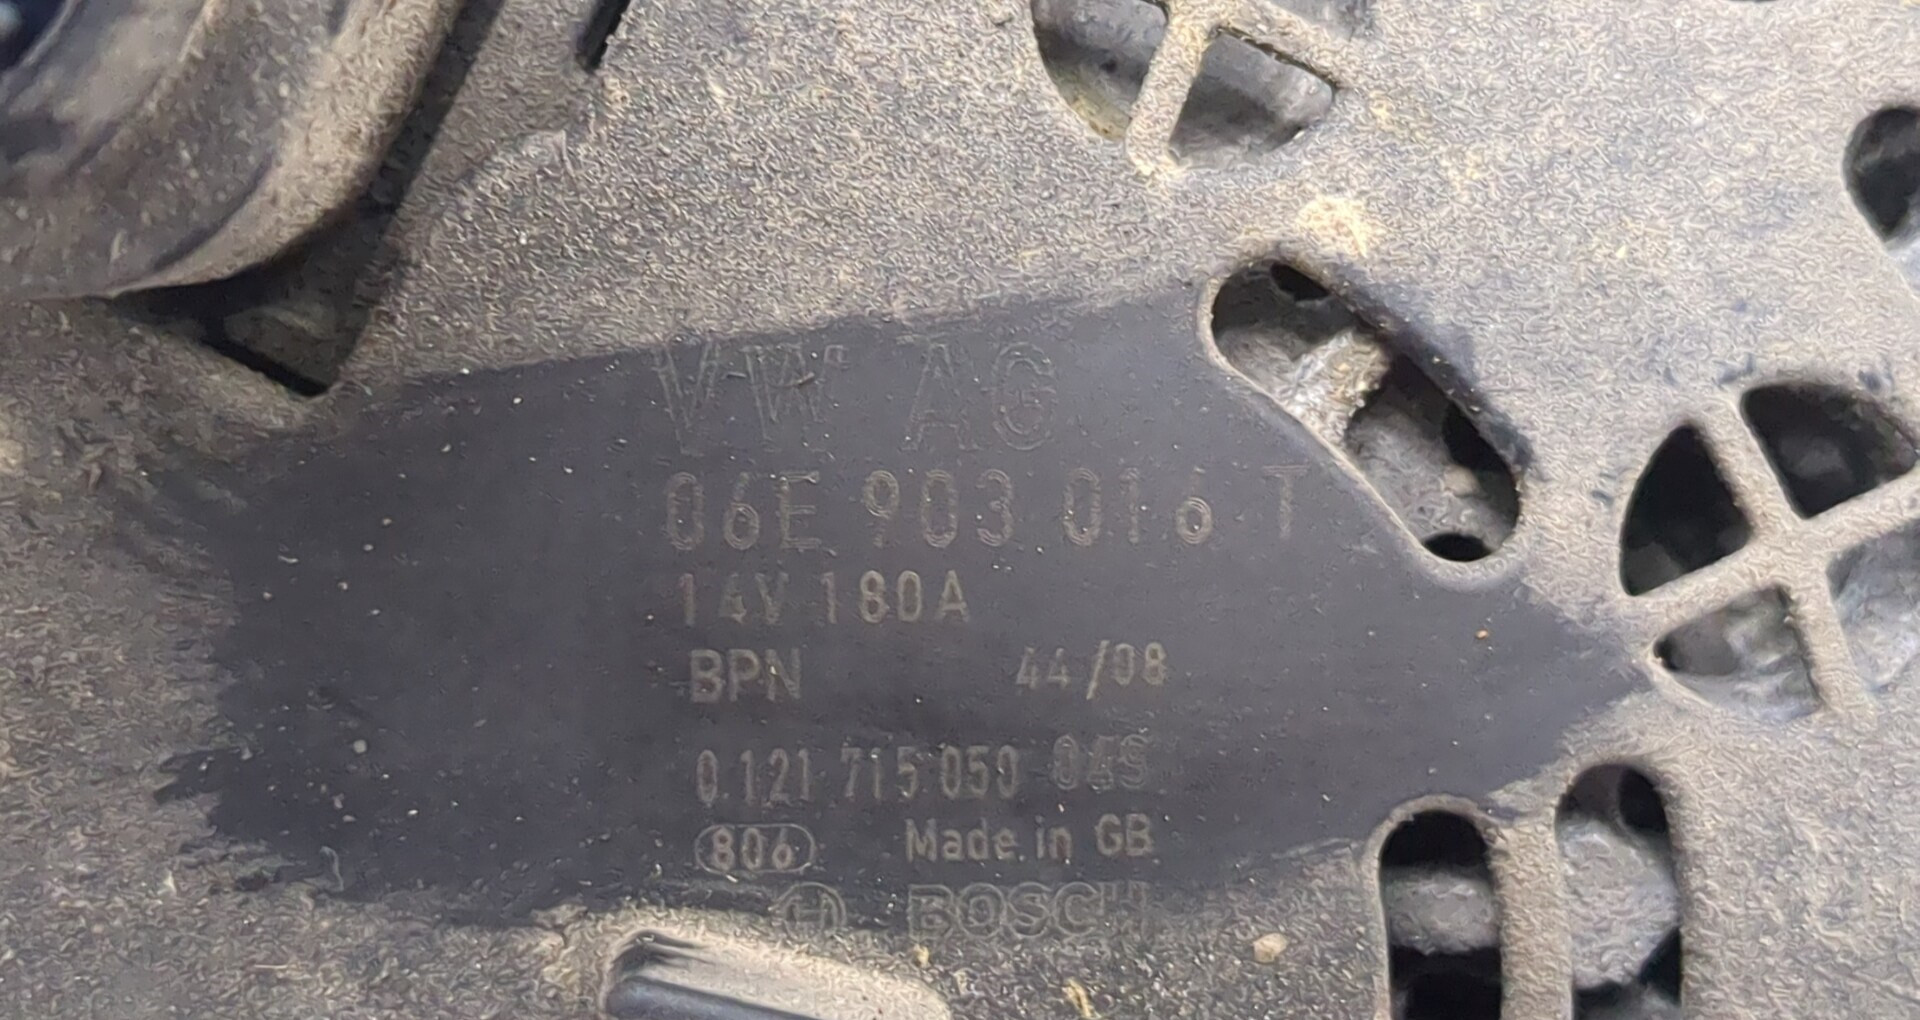 VW AG
06E 903 016 T
14V 180A
BPN 44/08
0 121 715 050
806 Made in GB
BOSCH